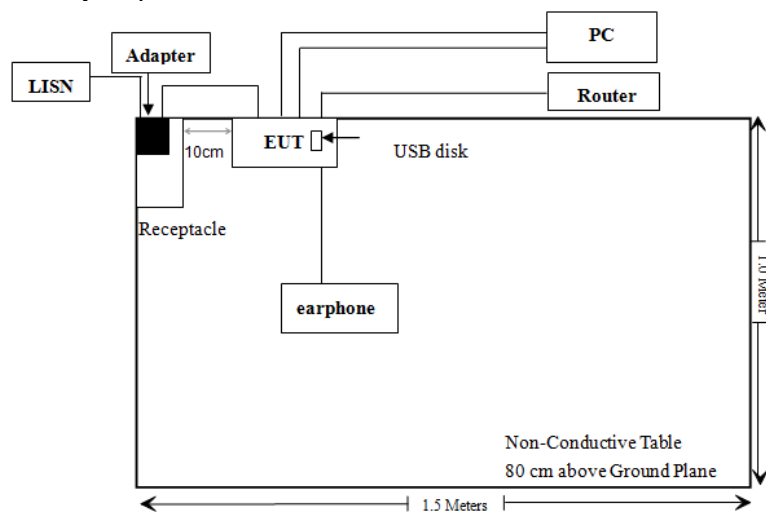 PC
Adapter
LISN
Router
10cm
EUT
USB disk
Receptacle
earphone
1.0 Meter
Non-Conductive Table
80 cm above Ground Plane
1.5 Meters